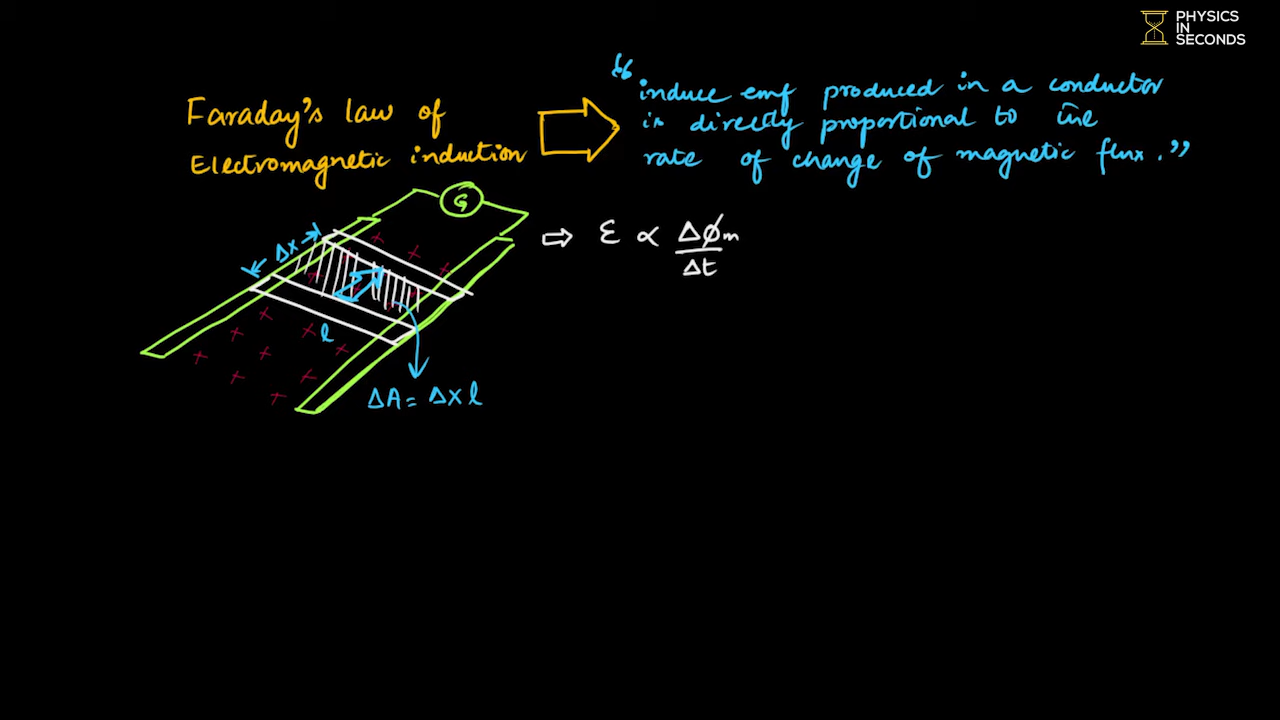 PHYSICS
IN
SECONDS
Faraday's law of
Electromagnetic induction
“induce emf produced in a conductor
is directly proportional to the
rate of change of magnetic flux.”
G
Δx
l
ΔA = Δx l
⇒ ε ∝ Δϕm
Δt